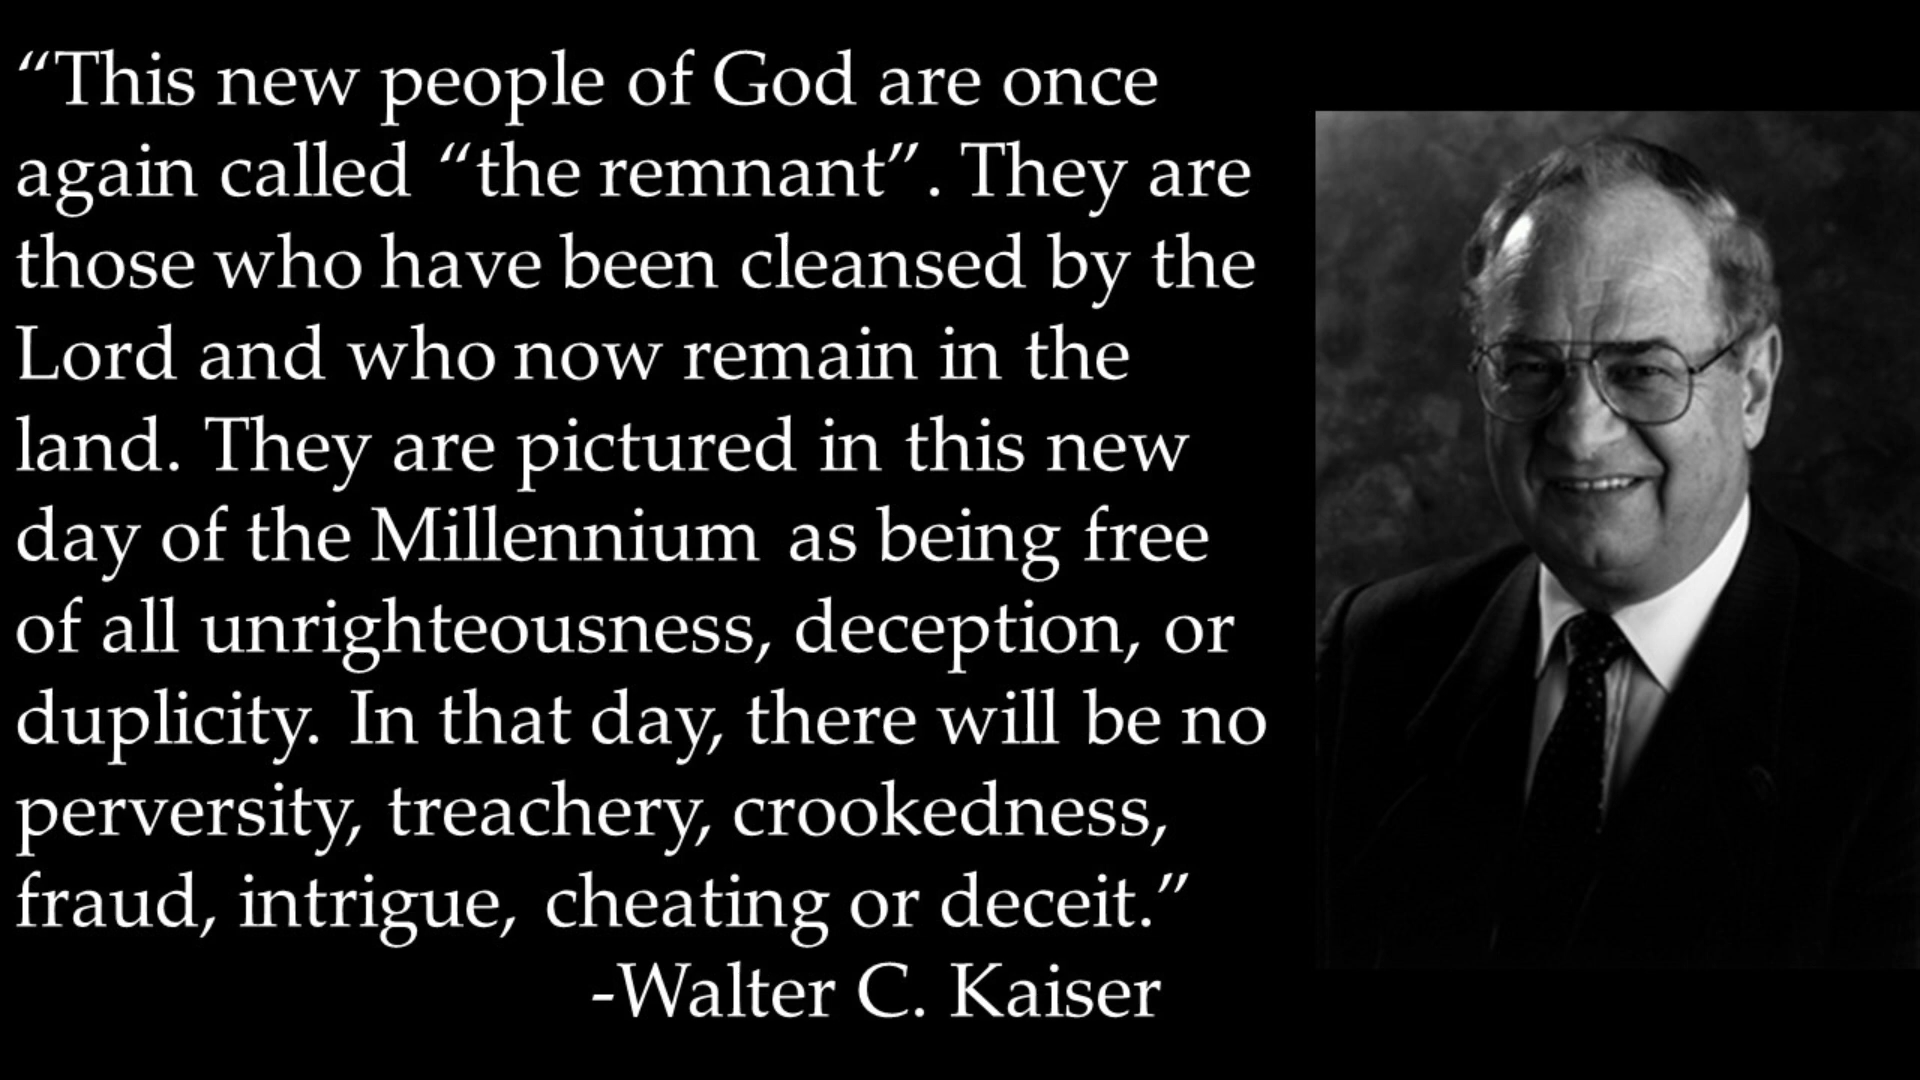 “This new people of God are once
again called “the remnant”. They are
those who have been cleansed by the
Lord and who now remain in the
land. They are pictured in this new
day of the Millennium as being free
of all unrighteousness, deception, or
duplicity. In that day, there will be no
perversity, treachery, crookedness,
fraud, intrigue, cheating or deceit.”
-Walter C. Kaiser